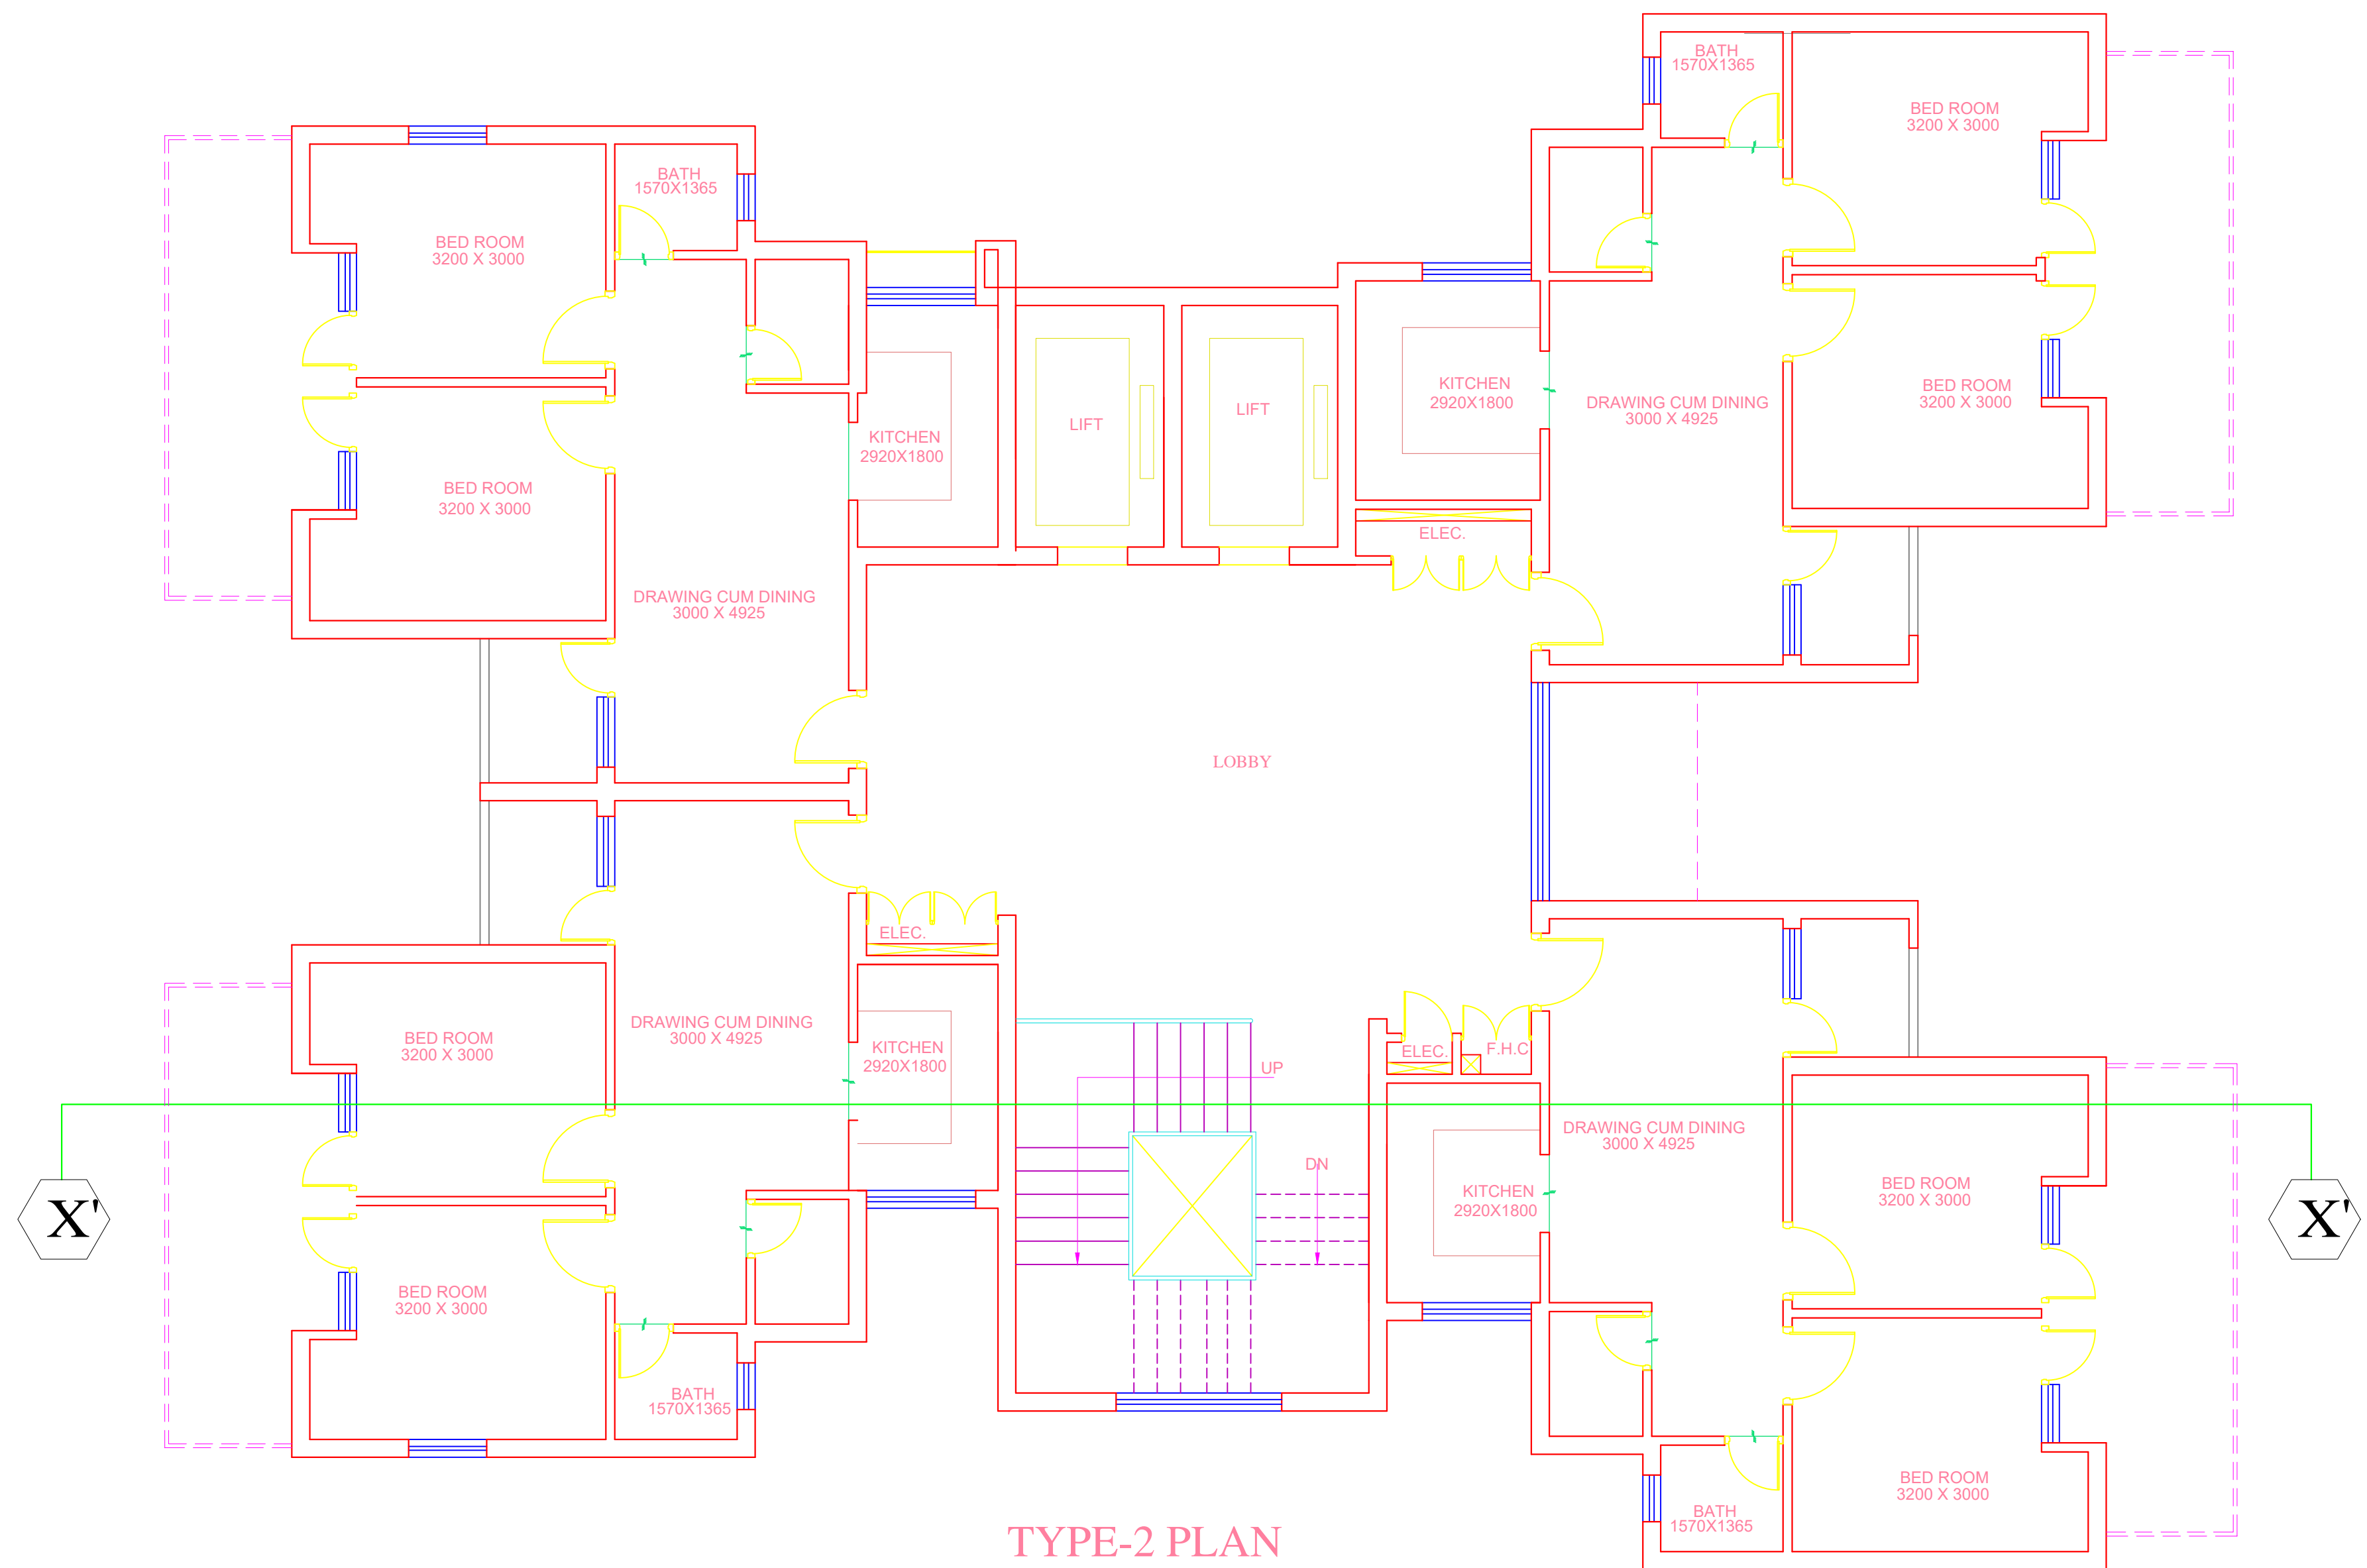 BATH
1570X1365
BED ROOM
3200 X 3000
BATH
1570X1365
BED ROOM
3200 X 3000
KITCHEN
2920X1800
LIFT
LIFT
KITCHEN
2920X1800
DRAWING CUM DINING
3000 X 4925
BED ROOM
3200 X 3000
BED ROOM
3200 X 3000
ELEC.
DRAWING CUM DINING
3000 X 4925
LOBBY
ELEC.
BED ROOM
3200 X 3000
DRAWING CUM DINING
3000 X 4925
KITCHEN
2920X1800
UP
ELEC.
F.H.C
DRAWING CUM DINING
3000 X 4925
DN
KITCHEN
2920X1800
BED ROOM
3200 X 3000
X'
X'
BED ROOM
3200 X 3000
BATH
1570X1365
BED ROOM
3200 X 3000
BATH
1570X1365
TYPE-2 PLAN